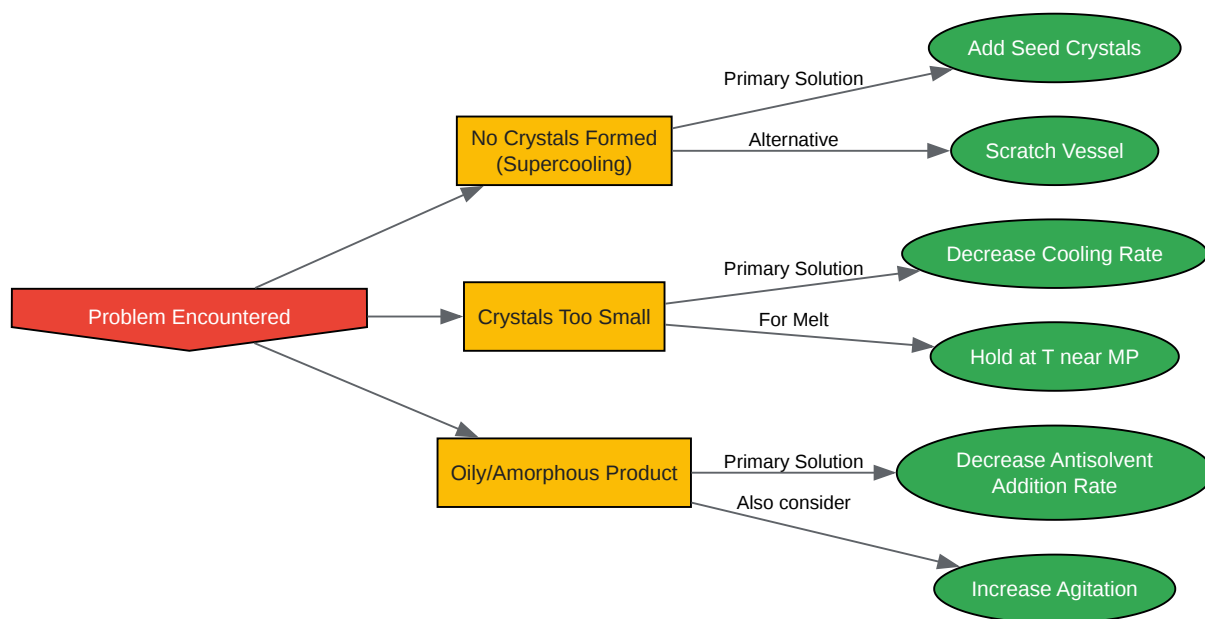 Problem Encountered
No Crystals Formed
(Supercooling)
Primary Solution
Add Seed Crystals
Alternative
Scratch Vessel
Crystals Too Small
Primary Solution
Decrease Cooling Rate
For Melt
Hold at T near MP
Oily/Amorphous Product
Primary Solution
Decrease Antisolvent
Addition Rate
Also consider
Increase Agitation